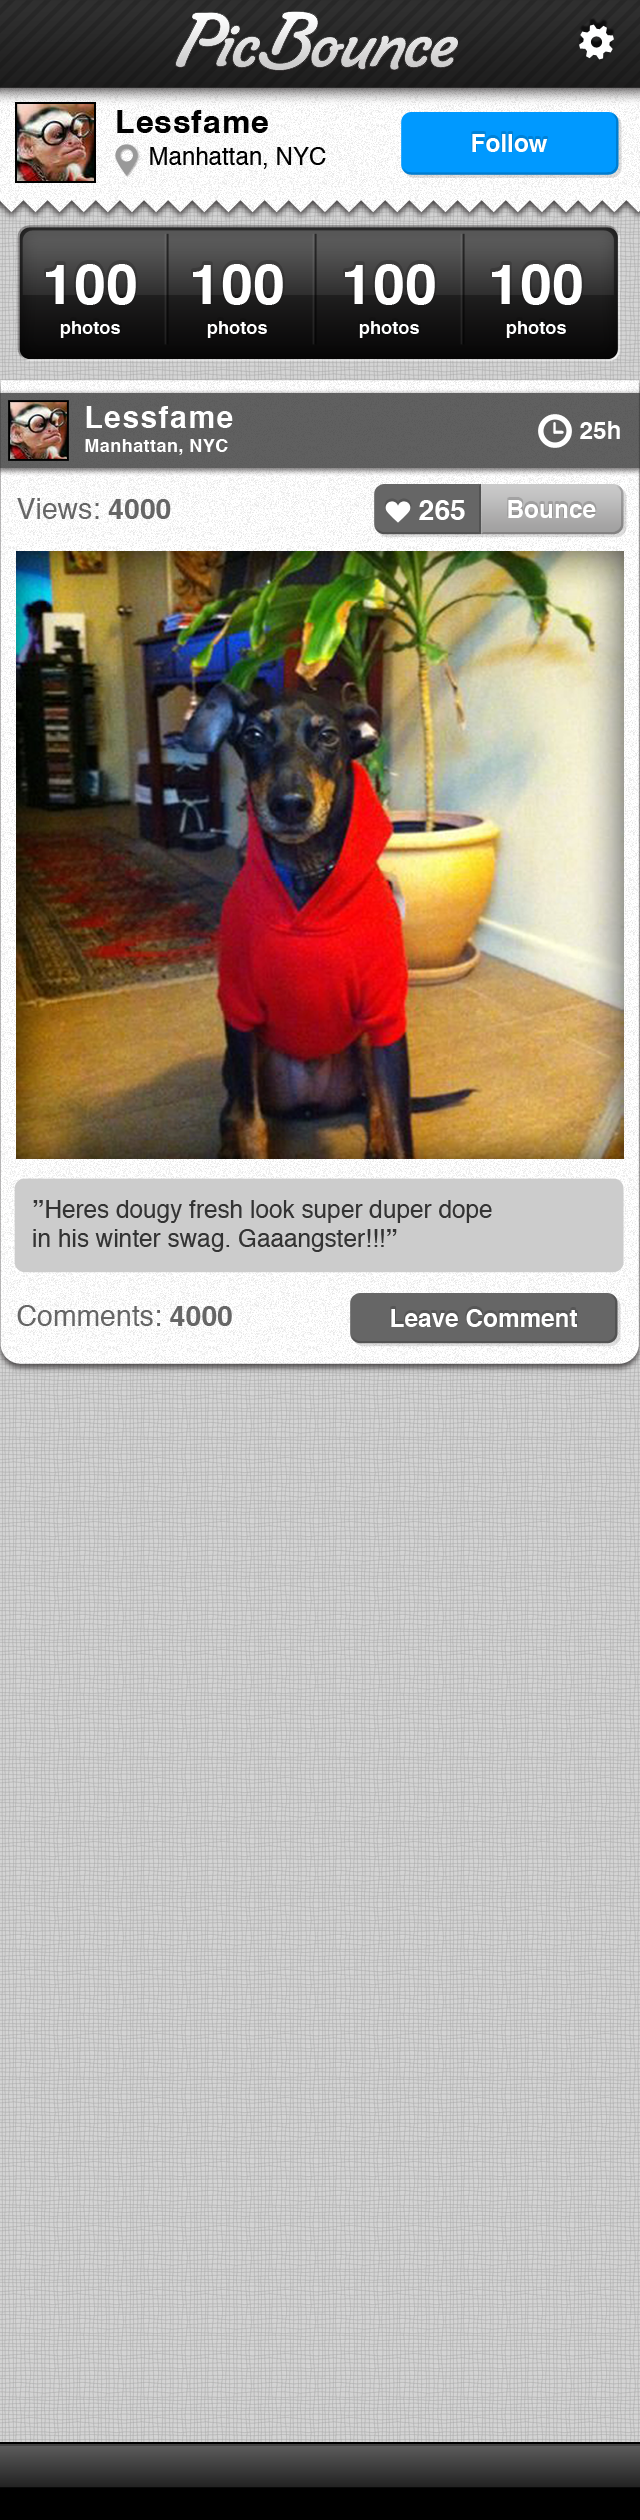 PicBounce
Lessfame
Manhattan, NYC
Follow
100 100 100 100
photos photos photos photos
Lessfame
Manhattan, NYC
25h
Views: 4000
265
Bounce
”Heres dougy fresh look super duper dope
in his winter swag. Gaaangster!!!”
Comments: 4000
Leave Comment